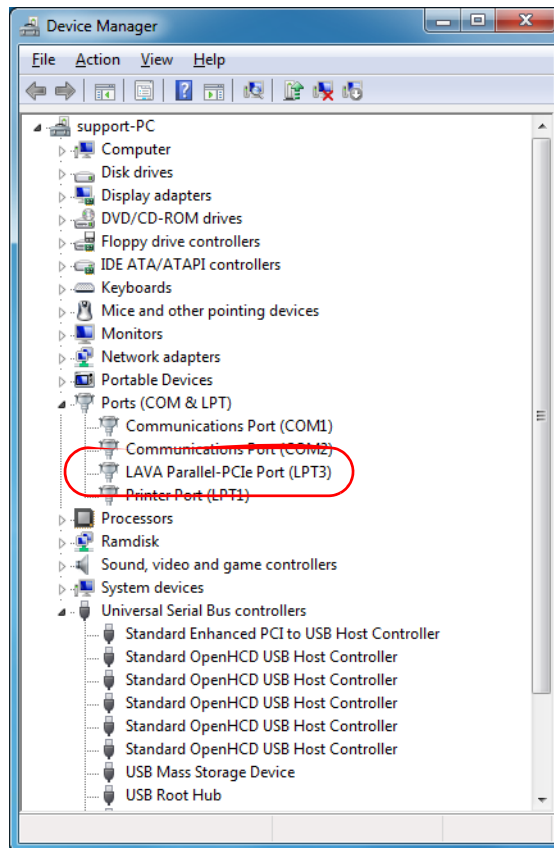 Device Manager
File Action View Help
support-PC
Computer
Disk drives
Display adapters
DVD/CD-ROM drives
Floppy drive controllers
IDE ATA/ATAPI controllers
Keyboards
Mice and other pointing devices
Monitors
Network adapters
Portable Devices
Ports (COM & LPT)
Communications Port (COM1)
Communications Port (COM2)
LAVA Parallel-PCIe Port (LPT3)
Printer Port (LPT1)
Processors
Ramdisk
Sound, video and game controllers
System devices
Universal Serial Bus controllers
Standard Enhanced PCI to USB Host Controller
Standard OpenHCD USB Host Controller
Standard OpenHCD USB Host Controller
Standard OpenHCD USB Host Controller
Standard OpenHCD USB Host Controller
Standard OpenHCD USB Host Controller
USB Mass Storage Device
USB Root Hub